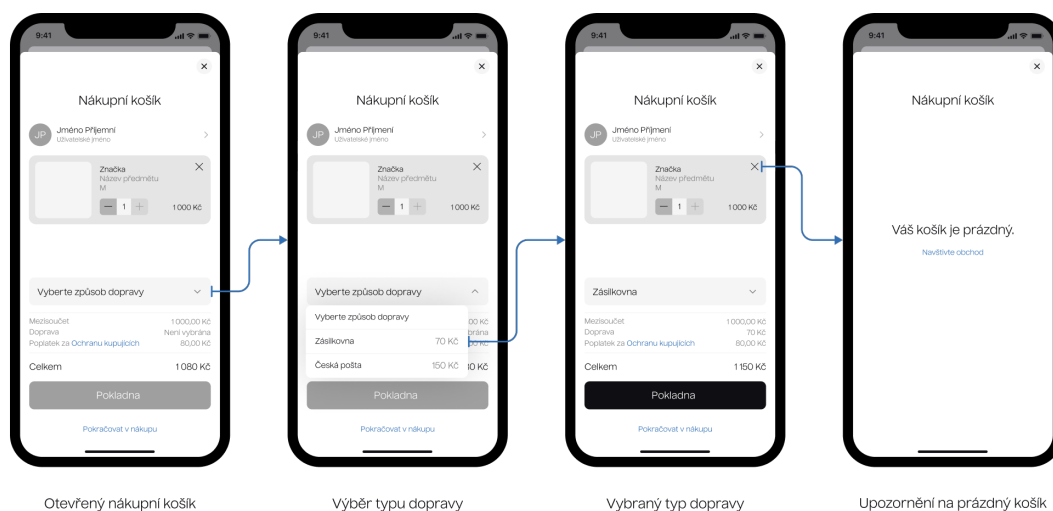 9:41
Nákupní košík
JP
Jméno Příjemní
Uživatelské jméno
Značka
Název předmětu
M
1
1 000 Kč
Vyberte způsob dopravy
Mezisoučet 1 000,00 Kč
Doprava Není vybrána
Poplatek za Ochranu kupujících 80,00 Kč
Celkem 1 080 Kč
Pokladna
Pokračovat v nákupu
Otevřený nákupní košík
9:41
Nákupní košík
JP
Jméno Příjmení
Uživatelské jméno
Značka
Název předmětu
M
1
1 000 Kč
Vyberte způsob dopravy
Vyberte způsob dopravy
Zásilkovna 70 Kč
Česká pošta 150 Kč
Pokladna
Pokračovat v nákupu
Výběr typu dopravy
9:41
Nákupní košík
JP
Jméno Příjmení
Uživatelské jméno
Značka
Název předmětu
M
1
1 000 Kč
Zásilkovna
Mezisoučet 1 000,00 Kč
Doprava 70 Kč
Poplatek za Ochranu kupujících 80,00 Kč
Celkem 1 150 Kč
Pokladna
Pokračovat v nákupu
Vybraný typ dopravy
9:41
Nákupní košík
Váš košík je prázdný.
Navštivte obchod
Upozornění na prázdný košík